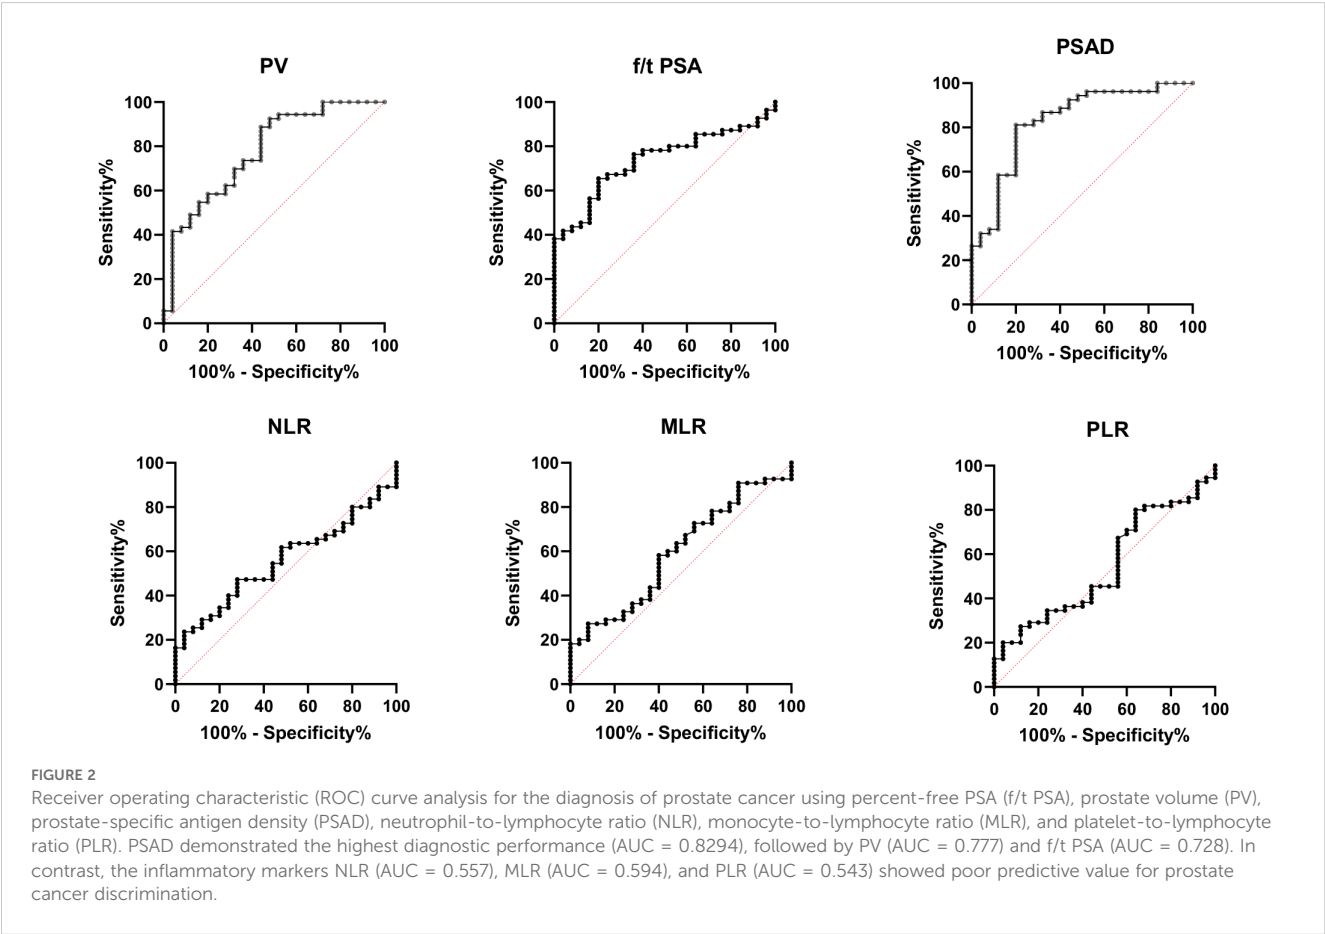 PV
100
80
60
40
20
0
Sensitivity%
0 20 40 60 80 100
100% - Specificity%
f/t PSA
100
80
60
40
20
0
Sensitivity%
0 20 40 60 80 100
100% - Specificity%
PSAD
100
80
60
40
20
0
Sensitivity%
0 20 40 60 80 100
100% - Specificity%
NLR
100
80
60
40
20
0
Sensitivity%
0 20 40 60 80 100
100% - Specificity%
MLR
100
80
60
40
20
0
Sensitivity%
0 20 40 60 80 100
100% - Specificity%
PLR
100
80
60
40
20
0
Sensitivity%
0 20 40 60 80 100
100% - Specificity%
FIGURE 2
Receiver operating characteristic (ROC) curve analysis for the diagnosis of prostate cancer using percent-free PSA (f/t PSA), prostate volume (PV),
prostate-specific antigen density (PSAD), neutrophil-to-lymphocyte ratio (NLR), monocyte-to-lymphocyte ratio (MLR), and platelet-to-lymphocyte
ratio (PLR). PSAD demonstrated the highest diagnostic performance (AUC = 0.8294), followed by PV (AUC = 0.777) and f/t PSA (AUC = 0.728). In
contrast, the inflammatory markers NLR (AUC = 0.557), MLR (AUC = 0.594), and PLR (AUC = 0.543) showed poor predictive value for prostate
cancer discrimination.